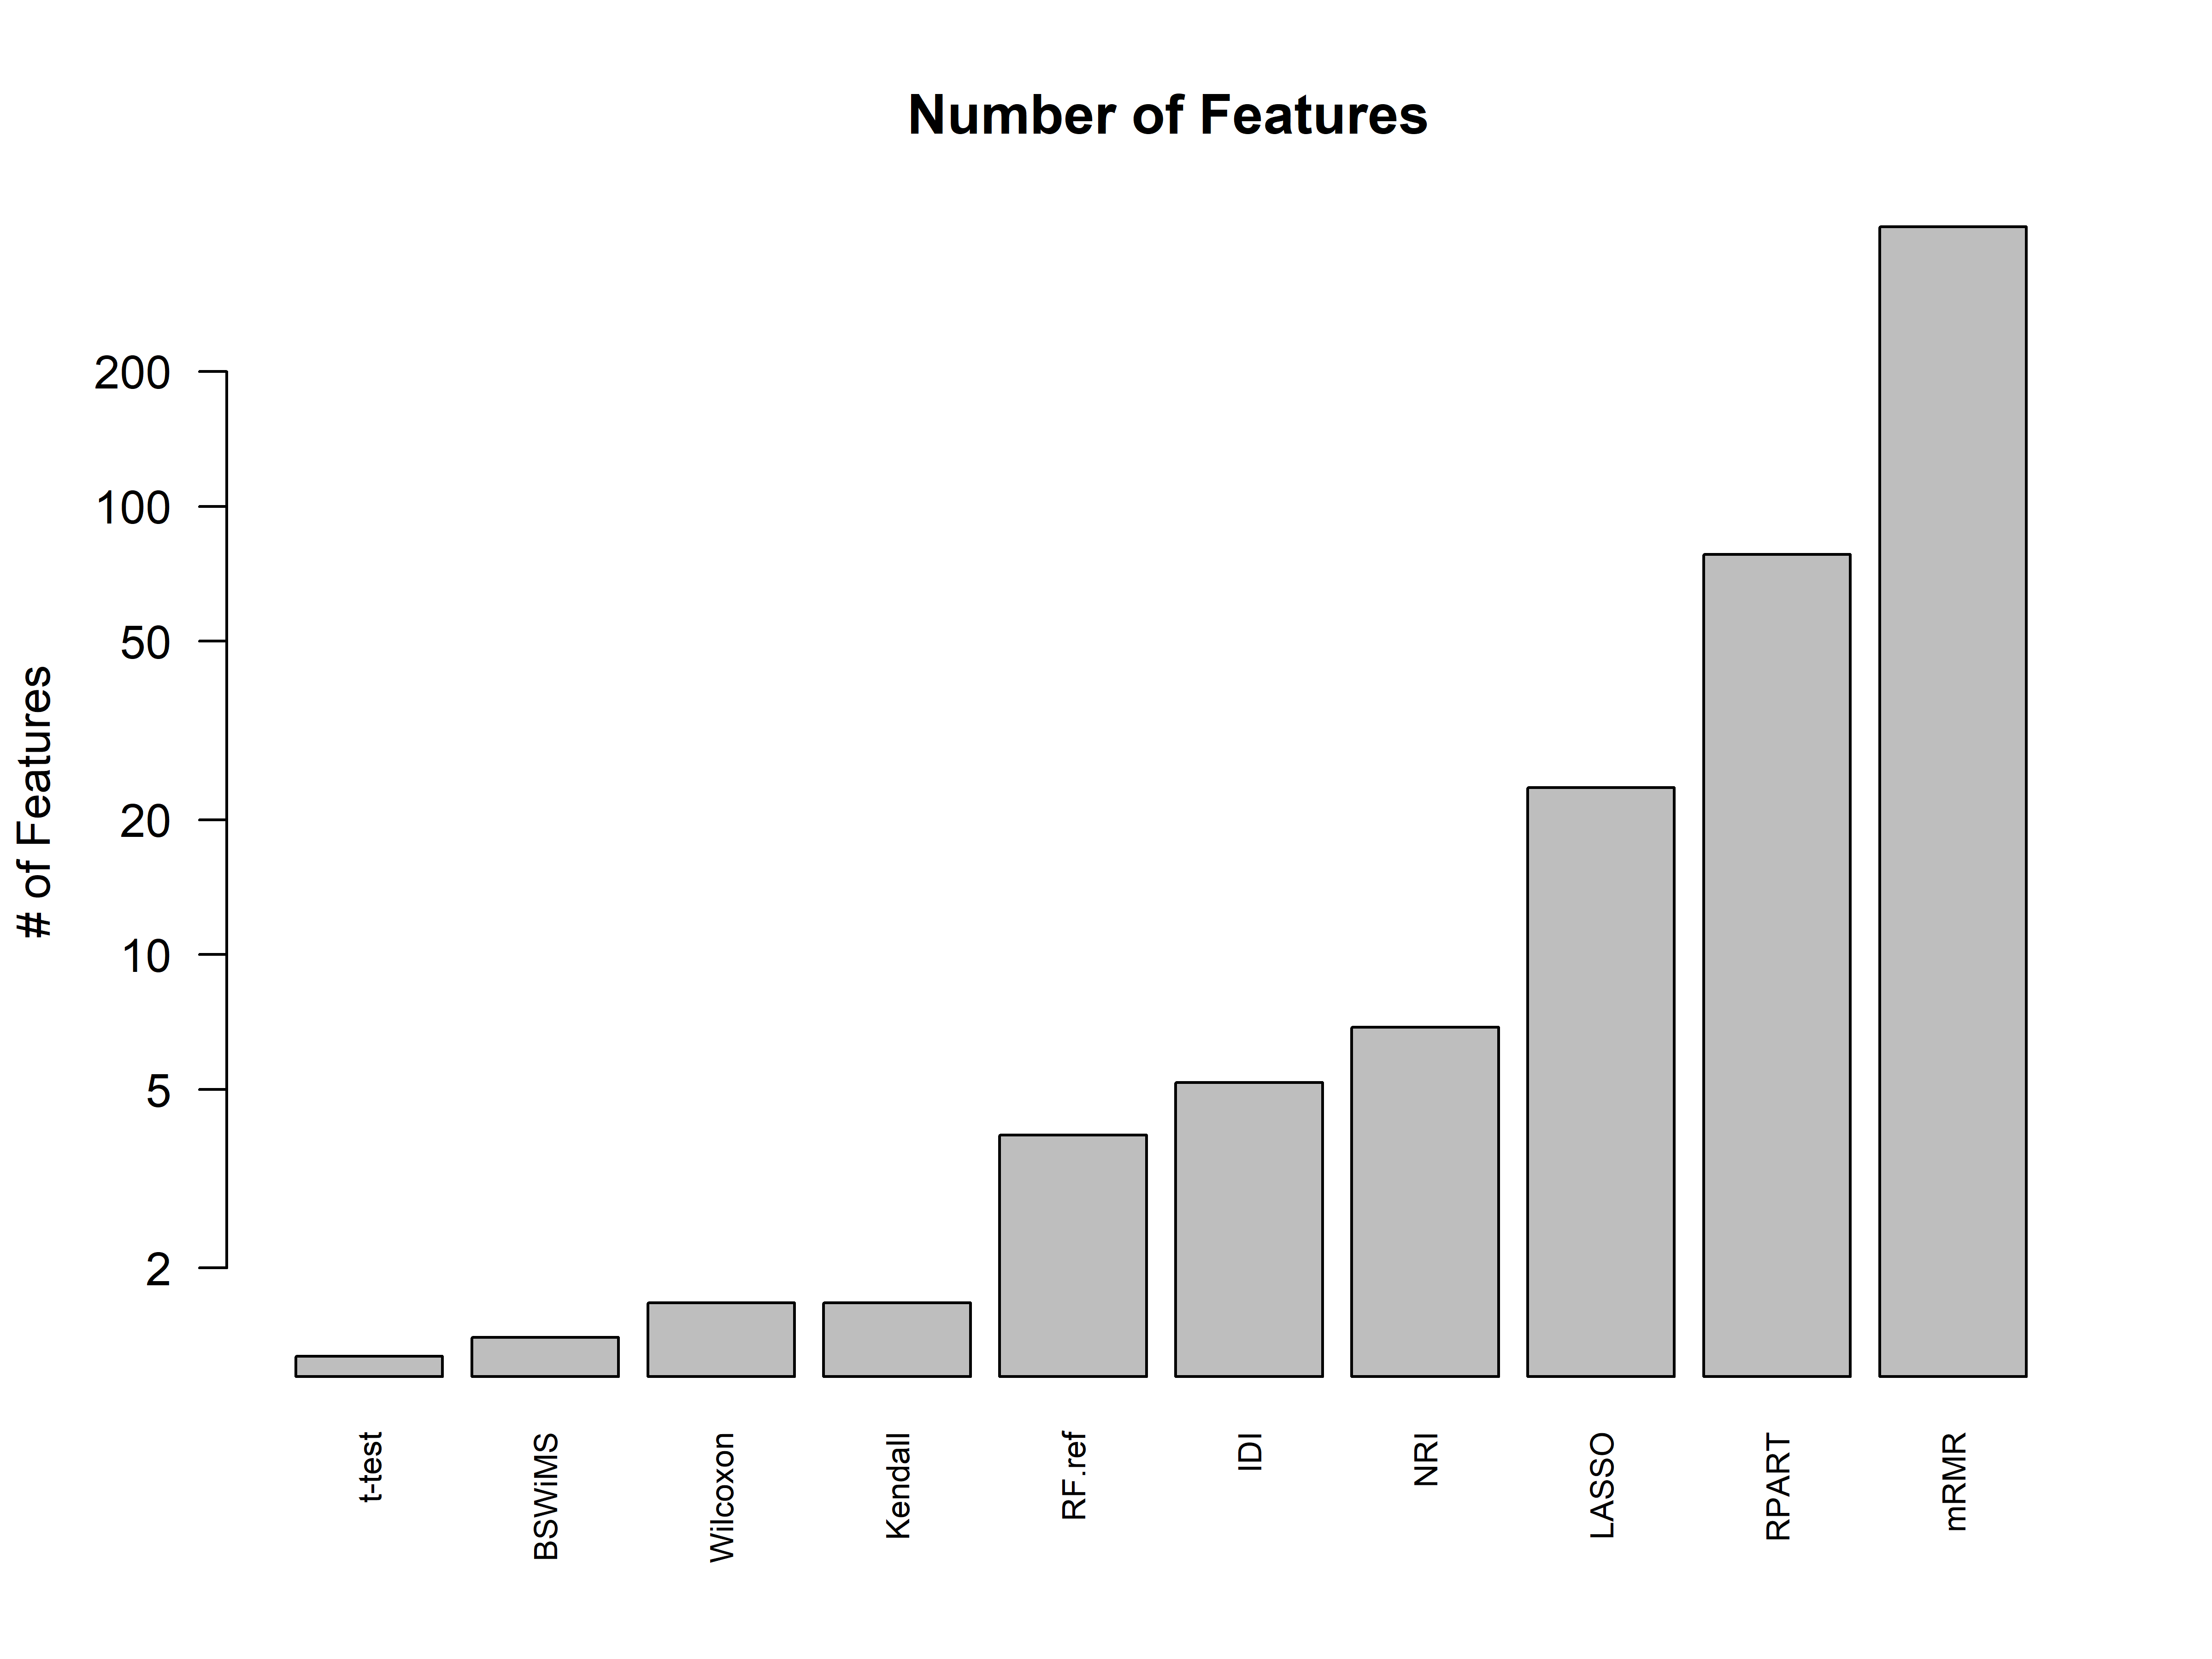 Number of Features
# of Features
200
100
50
20
10
5
2
t-test
BSWiMS
Wilcoxon
Kendall
RF.ref
IDI
NRI
LASSO
RPART
mRMR